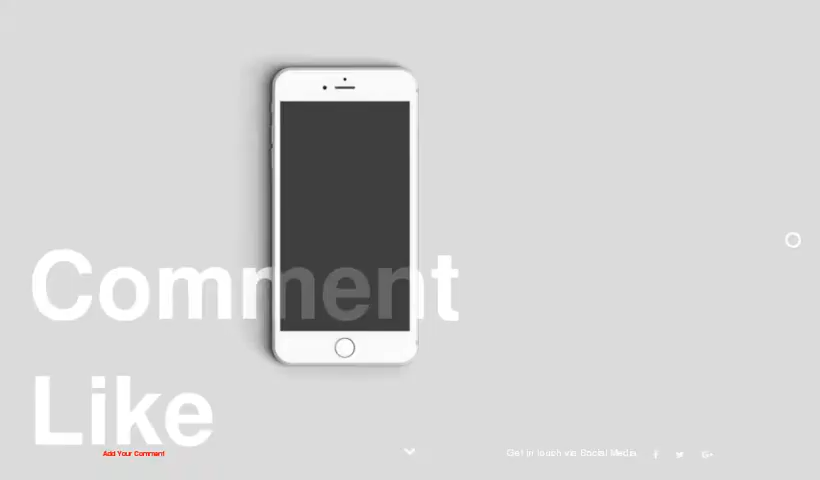 Comment
Like
Add Your Comment
Get in touch via Social Media
G+